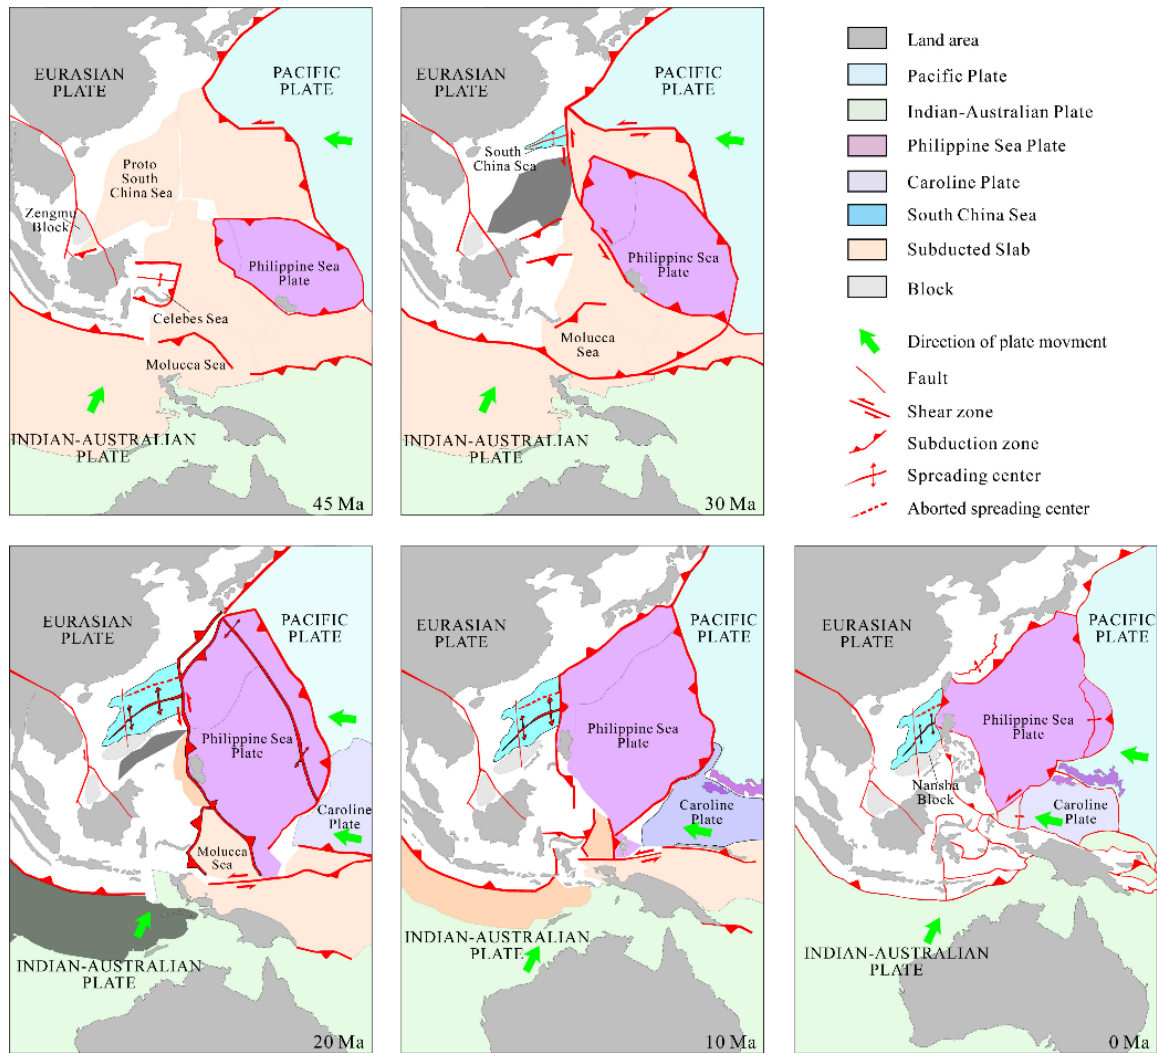 EURASIAN
PLATE
PACIFIC
PLATE
Proto
South
China Sea
Zengmu
Block
Philippine Sea
Plate
Celebes Sea
Molucca Sea
INDIAN-AUSTRALIAN
PLATE
45 Ma
EURASIAN
PLATE
PACIFIC
PLATE
South
China Sea
Philippine Sea
Plate
Molucca
Sea
INDIAN-AUSTRALIAN
PLATE
30 Ma
Land area
Pacific Plate
Indian-Australian Plate
Philippine Sea Plate
Caroline Plate
South China Sea
Subducted Slab
Block
Direction of plate movment
Fault
Shear zone
Subduction zone
Spreading center
Aborted spreading center
EURASIAN
PLATE
PACIFIC
PLATE
Philippine Sea
Plate
Caroline
Plate
Molucca
Sea
INDIAN-AUSTRALIAN
PLATE
20 Ma
EURASIAN
PLATE
PACIFIC
PLATE
Philippine Sea
Plate
Caroline
Plate
INDIAN-AUSTRALIAN
PLATE
10 Ma
EURASIAN
PLATE
PACIFIC
PLATE
Philippine Sea
Plate
Nansha
Block
Caroline
Plate
INDIAN-AUSTRALIAN
PLATE
0 Ma